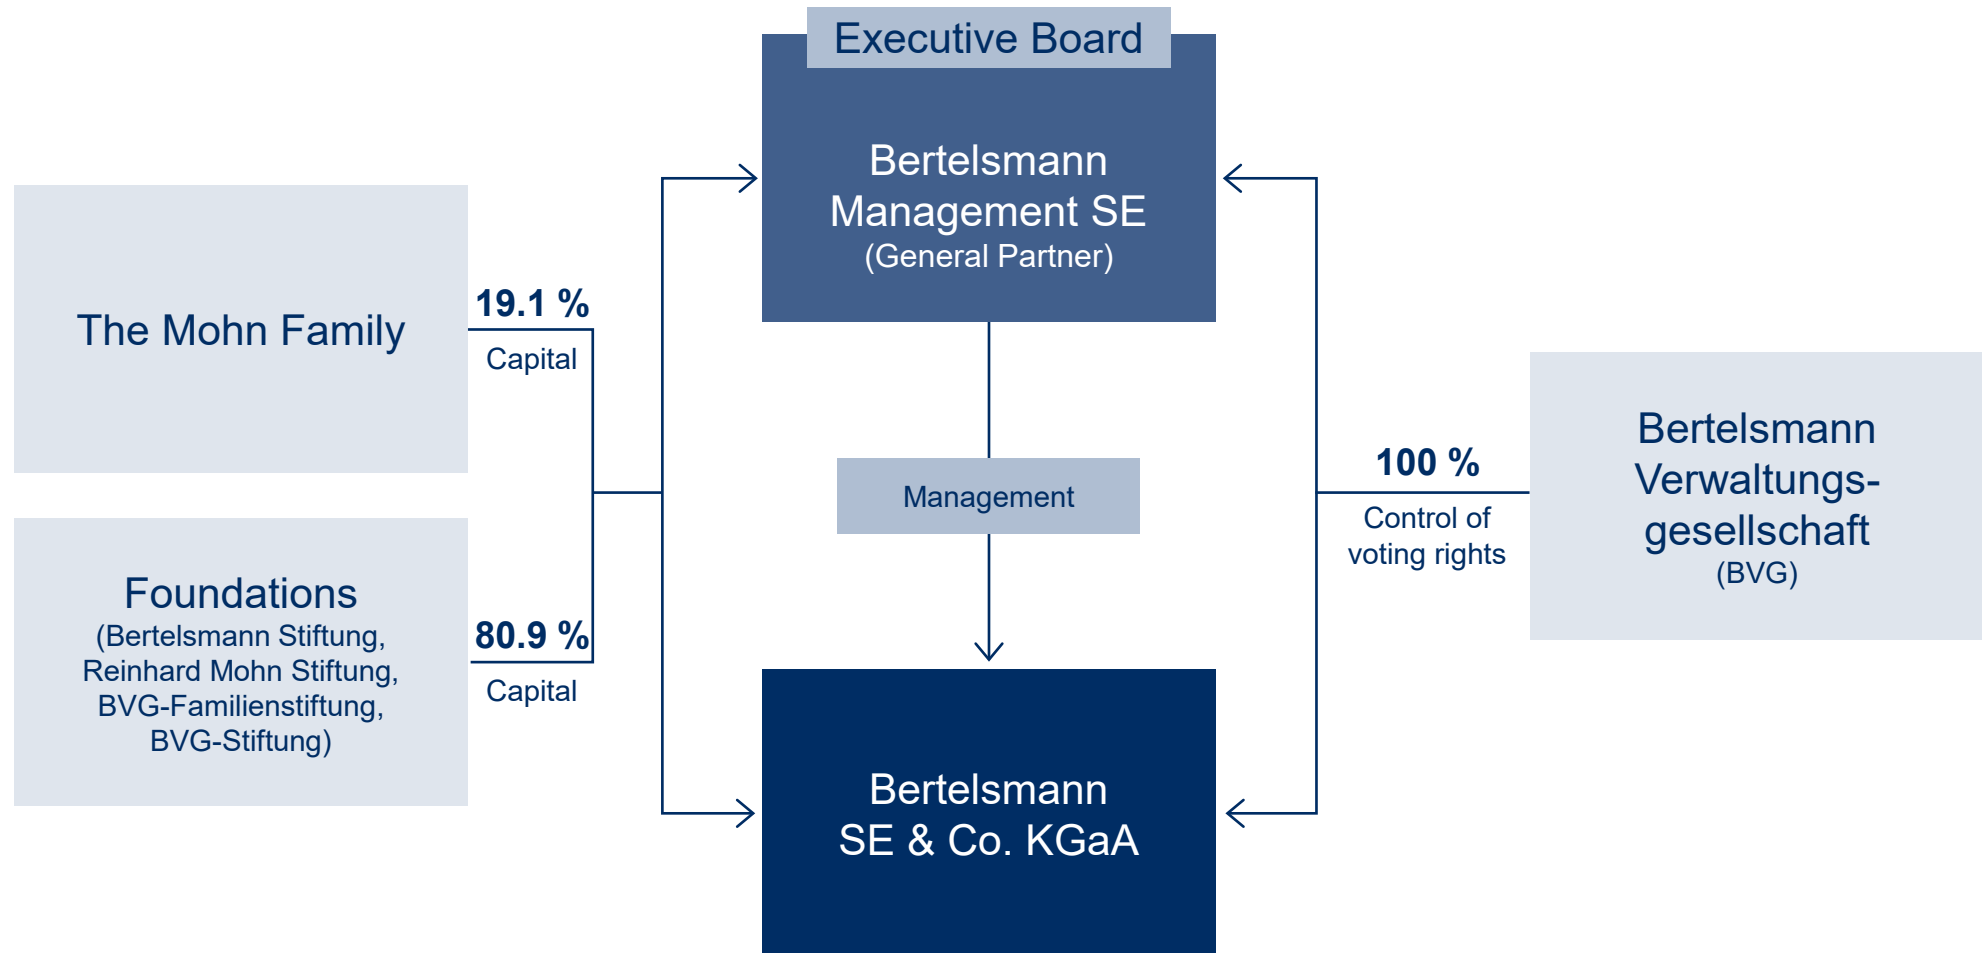 Executive Board
Bertelsmann
Management SE
(General Partner)
The Mohn Family
19.1 %
Capital
Foundations
(Bertelsmann Stiftung,
Reinhard Mohn Stiftung,
BVG-Familienstiftung,
BVG-Stiftung)
80.9 %
Capital
Management
100 %
Control of
voting rights
Bertelsmann
Verwaltungs-
gesellschaft
(BVG)
Bertelsmann
SE & Co. KGaA